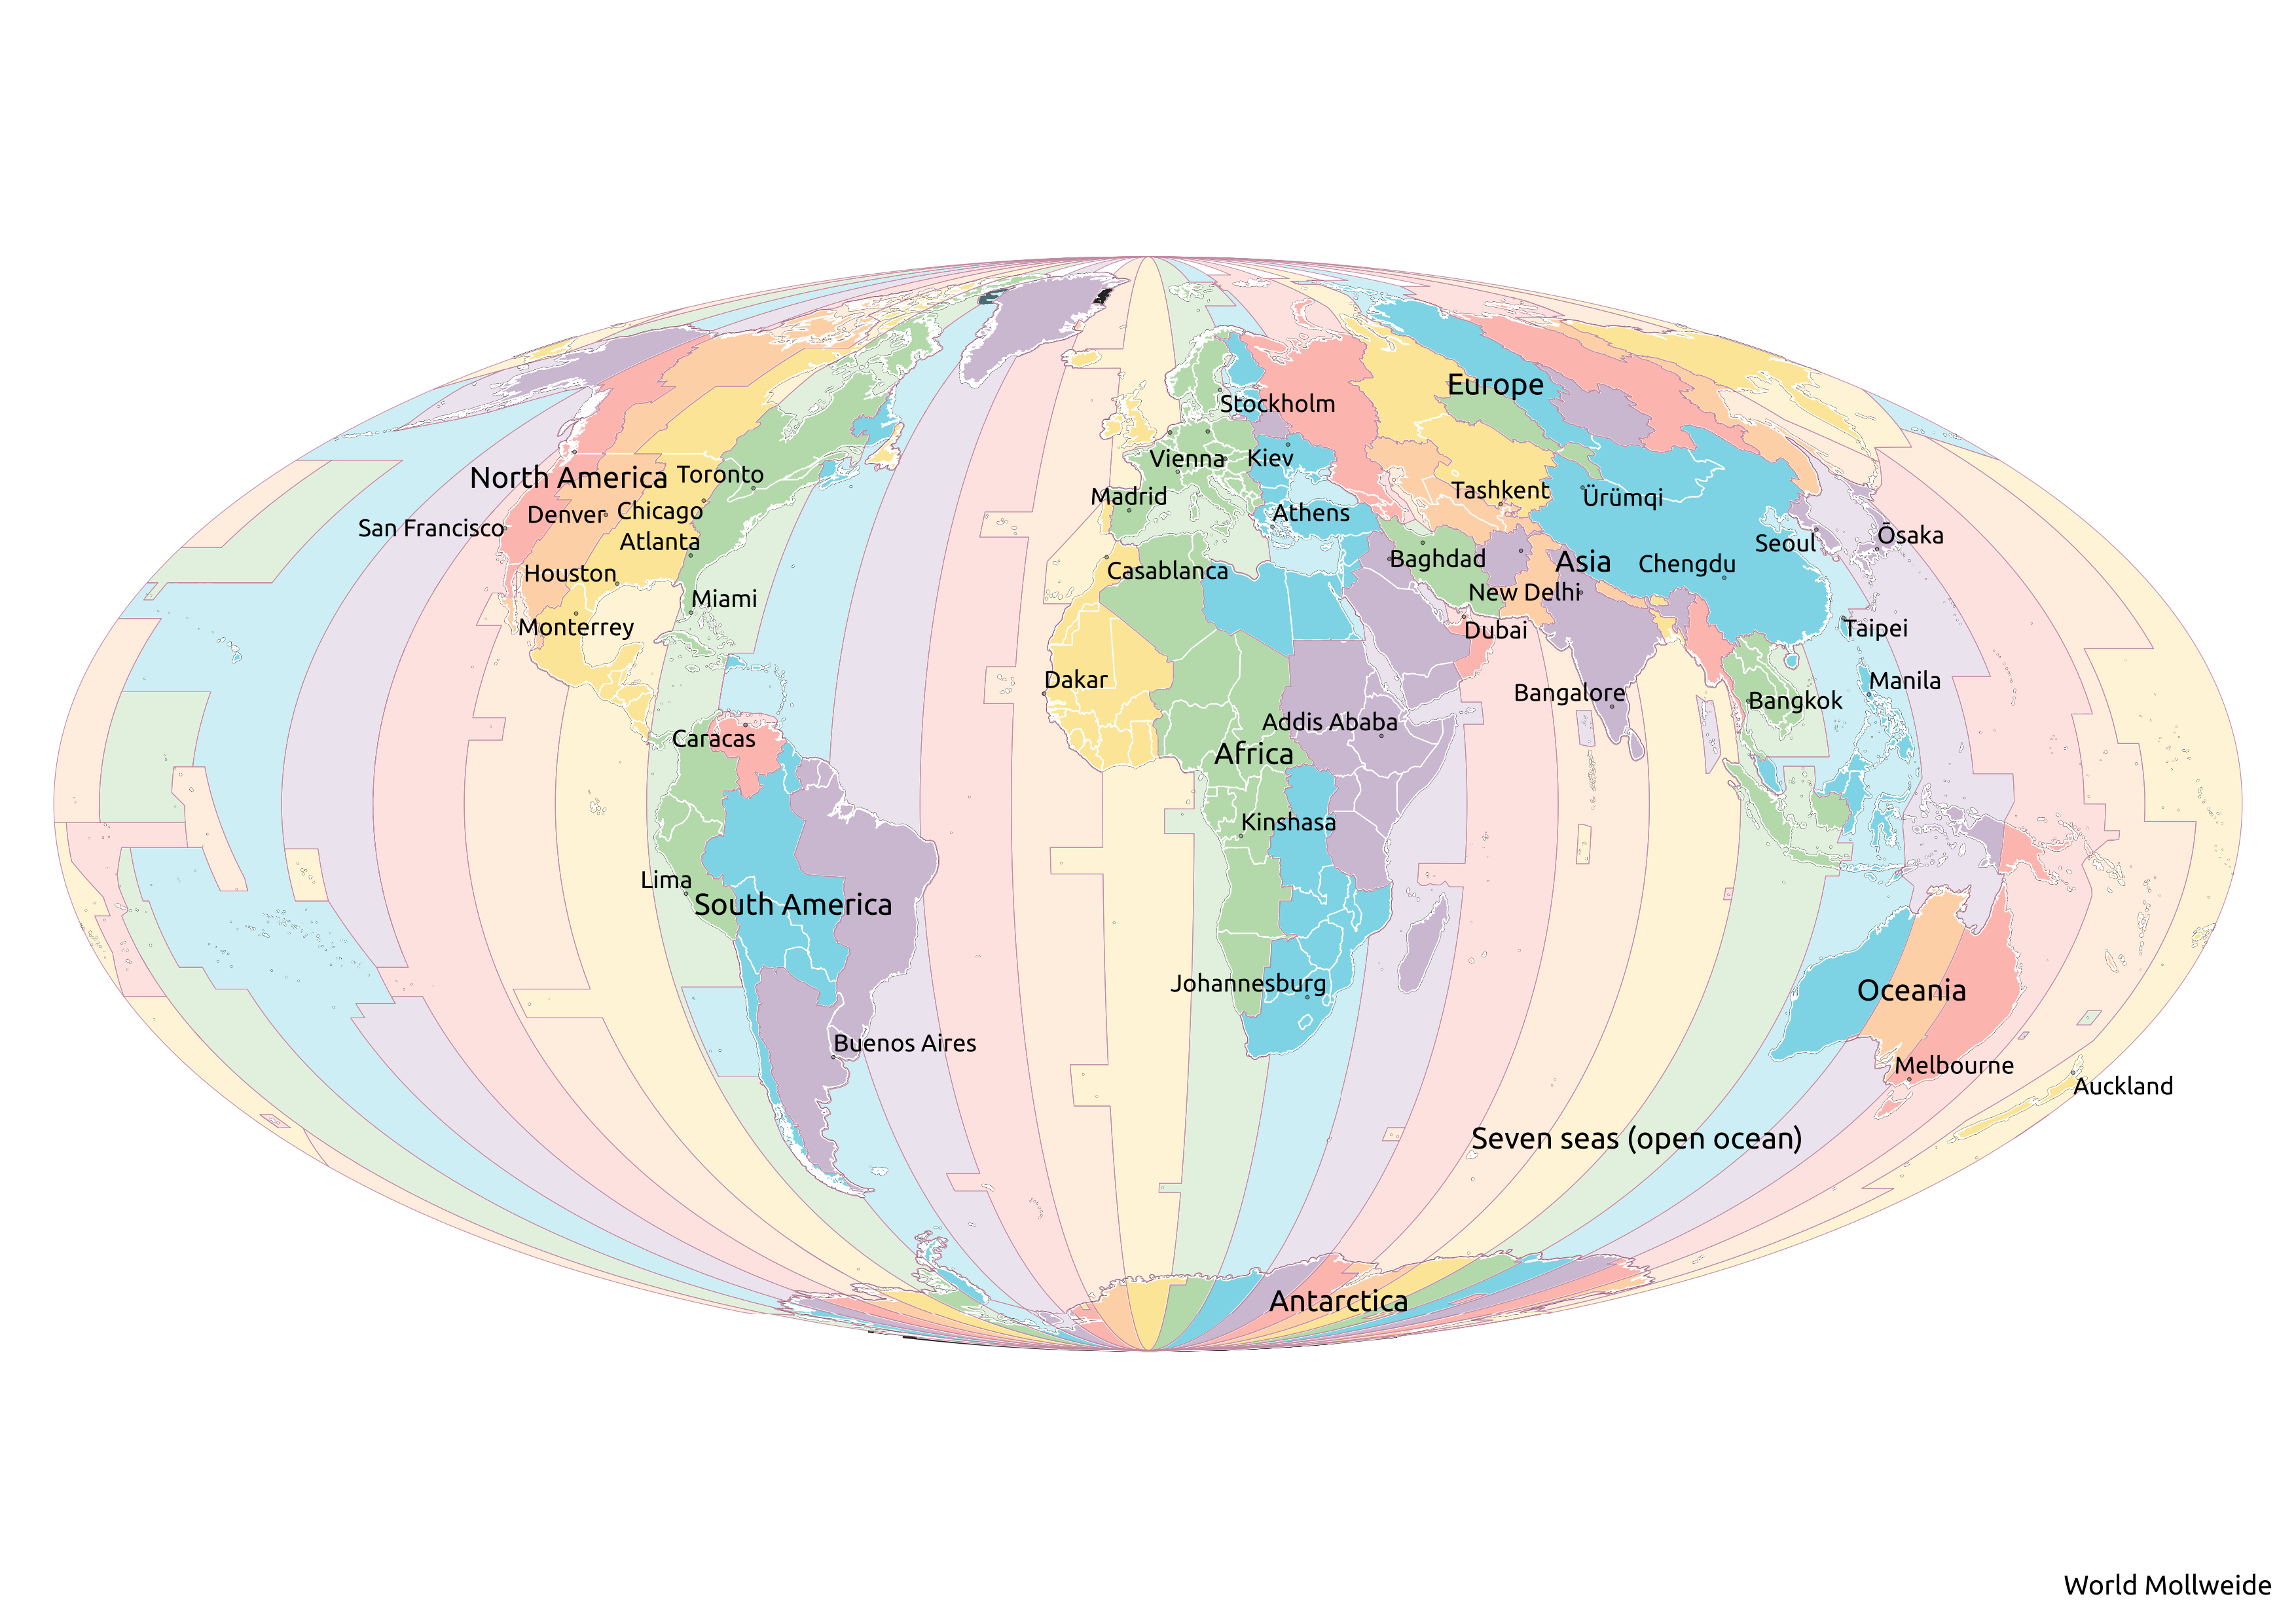 Europe
Stockholm
Vienna
Kiev
North America
Toronto
Madrid
Tashkent
Ürümqi
Denver
Chicago
San Francisco
Athens
Atlanta
Seoul
Ōsaka
Baghdad
Asia
Chengdu
Casablanca
Houston
New Delhi
Miami
Monterrey
Dubai
Taipei
Dakar
Manila
Bangalore
Bangkok
Addis Ababa
Caracas
Africa
Kinshasa
Lima
South America
Johannesburg
Oceania
Buenos Aires
Melbourne
Auckland
Seven seas (open ocean)
Antarctica
World Mollweide